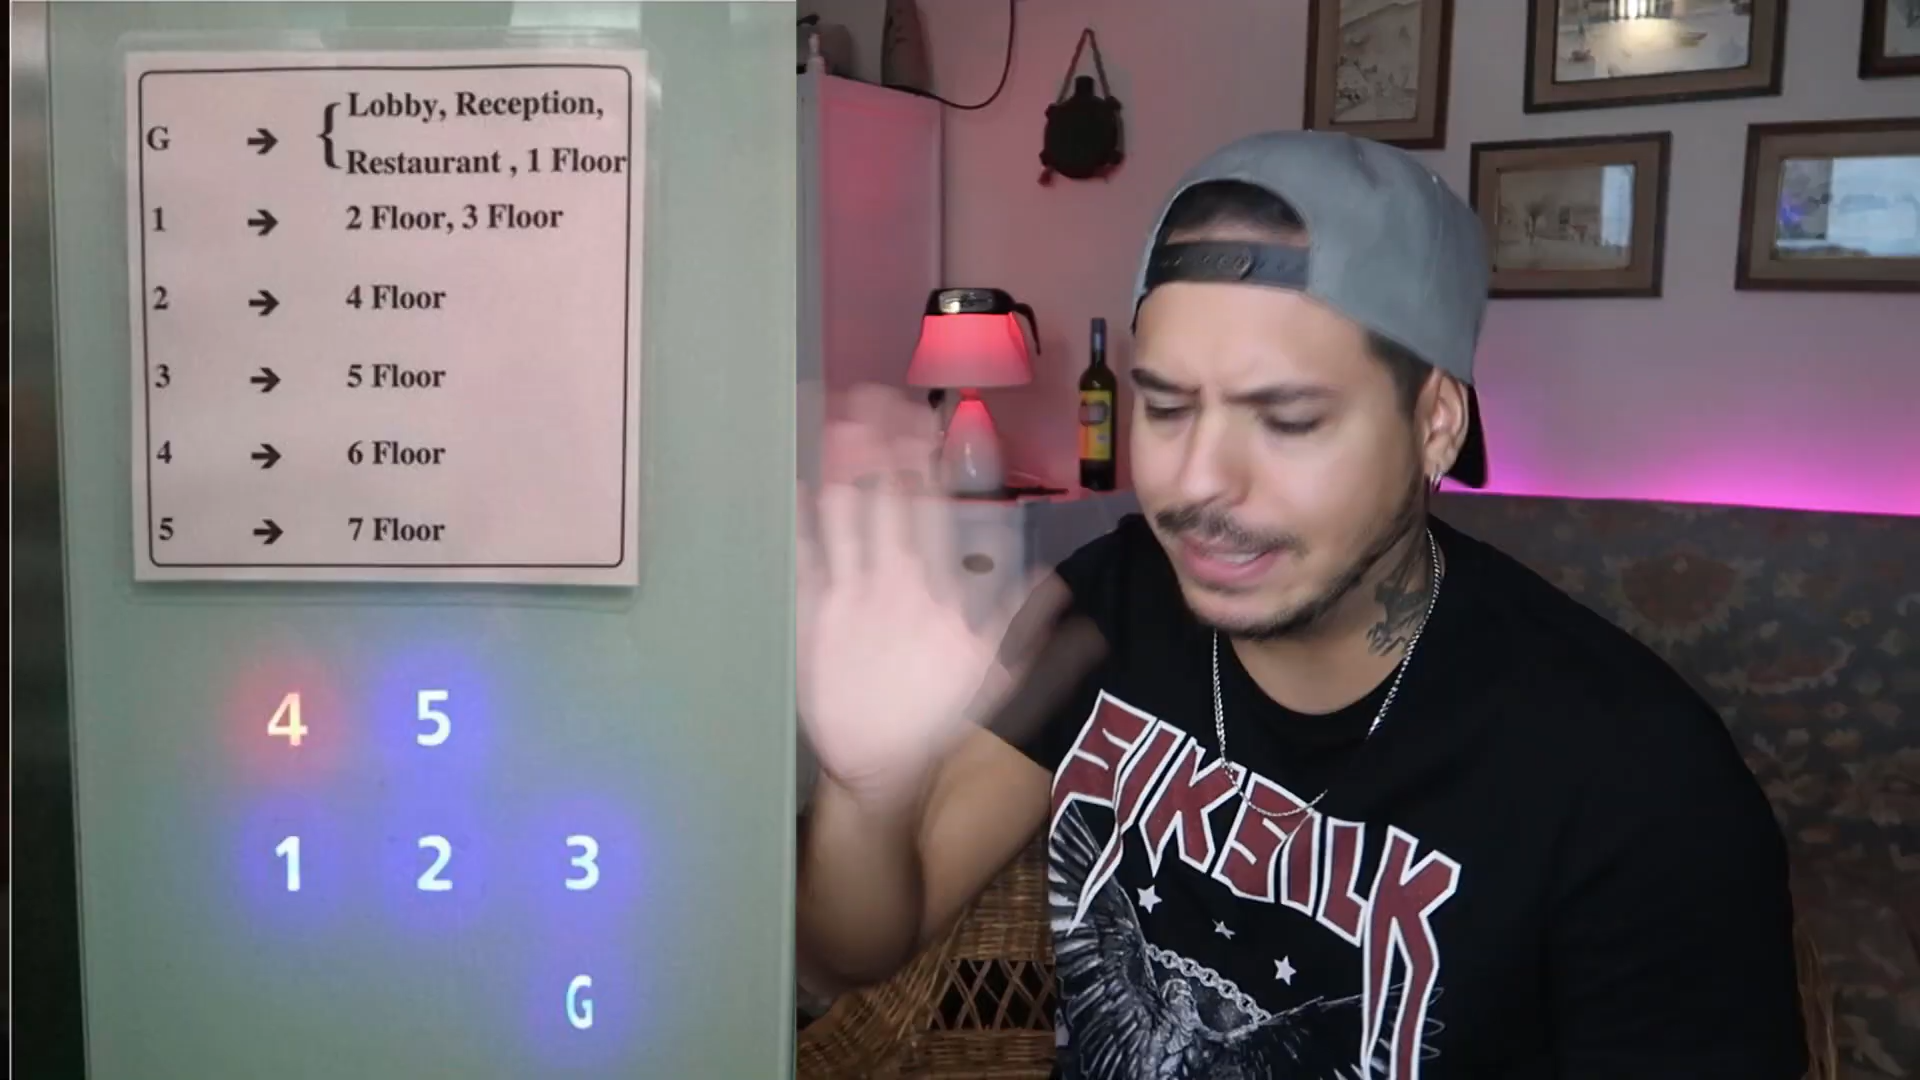 G → { Lobby, Reception,
Restaurant , 1 Floor
1 → 2 Floor, 3 Floor
2 → 4 Floor
3 → 5 Floor
4 → 6 Floor
5 → 7 Floor
4 5
1 2 3
G
SIKSILK